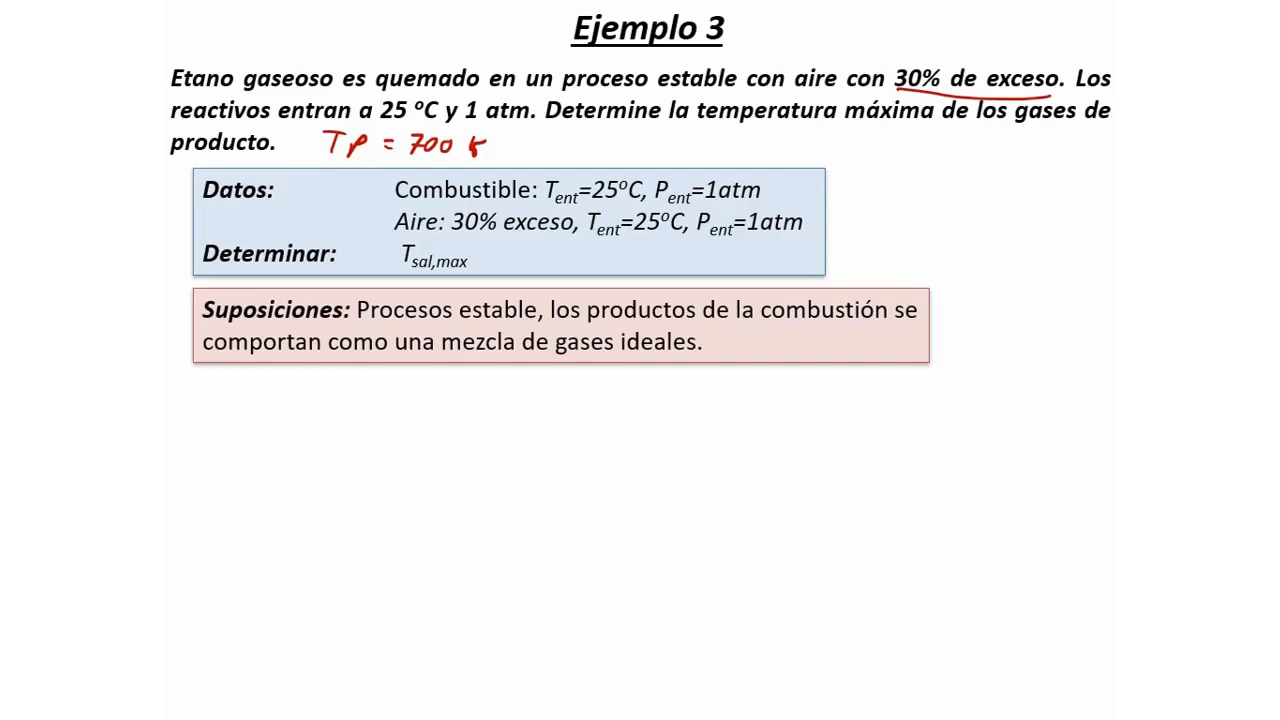 Ejemplo 3
Etano gaseoso es quemado en un proceso estable con aire con 30% de exceso. Los
reactivos entran a 25 ºC y 1 atm. Determine la temperatura máxima de los gases de
producto. TP = 700 K
Datos: Combustible: Tent=25ºC, Pent=1atm
Aire: 30% exceso, Tent=25ºC, Pent=1atm
Determinar: Tsal,max
Suposiciones: Procesos estable, los productos de la combustión se
comportan como una mezcla de gases ideales.